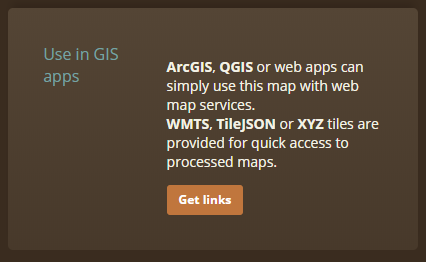 Use in GIS
apps
ArcGIS, QGIS or web apps can
simply use this map with web
map services.
WMTS, TileJSON or XYZ tiles are
provided for quick access to
processed maps.
Get links